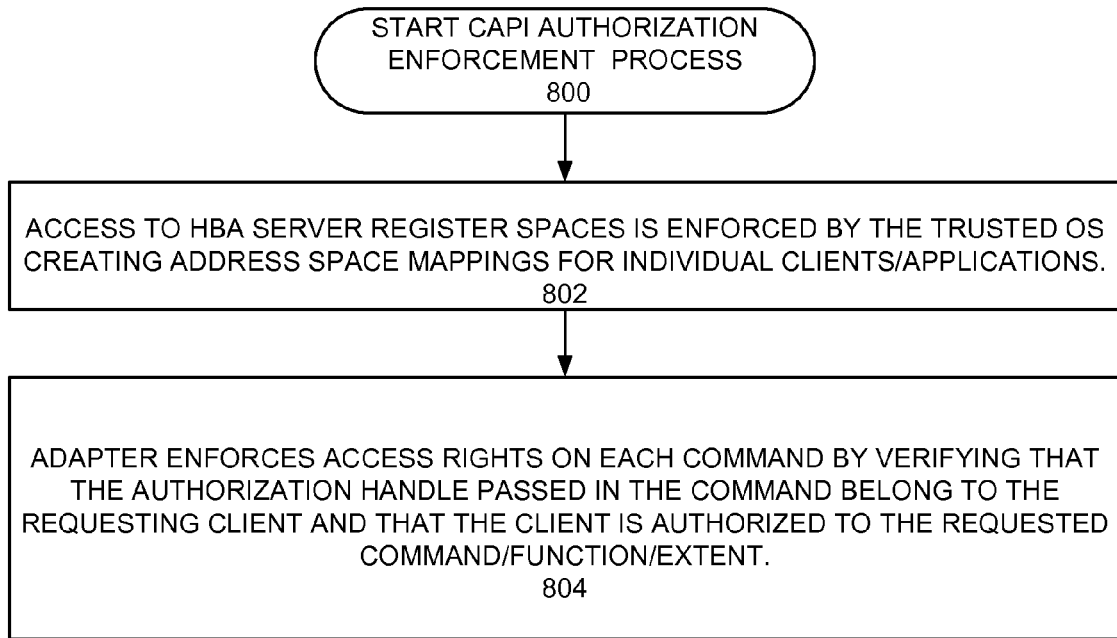 START CAPI AUTHORIZATION
ENFORCEMENT PROCESS
800
ACCESS TO HBA SERVER REGISTER SPACES IS ENFORCED BY THE TRUSTED OS
CREATING ADDRESS SPACE MAPPINGS FOR INDIVIDUAL CLIENTS/APPLICATIONS.
802
ADAPTER ENFORCES ACCESS RIGHTS ON EACH COMMAND BY VERIFYING THAT
THE AUTHORIZATION HANDLE PASSED IN THE COMMAND BELONG TO THE
REQUESTING CLIENT AND THAT THE CLIENT IS AUTHORIZED TO THE REQUESTED
COMMAND/FUNCTION/EXTENT.
804